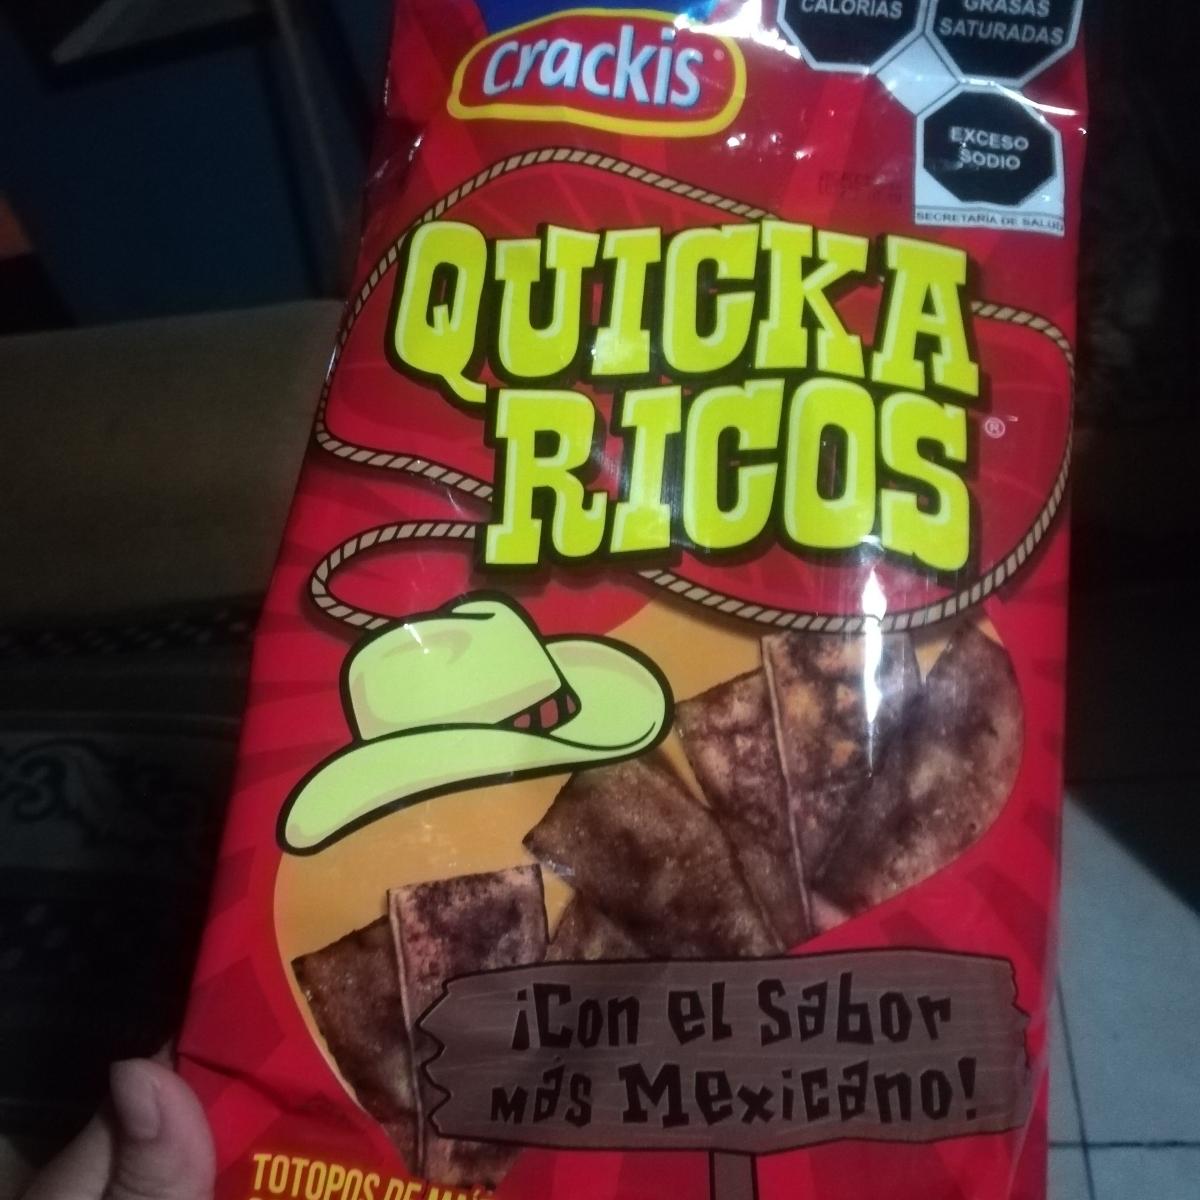 crackis
CALORÍAS
GRASAS
SATURADAS
EXCESO
SODIO
SECRETARÍA DE SALUD
QUICKA
RICOS
®
¡Con el Sabor
más Mexicano!
TOTOPOS DE